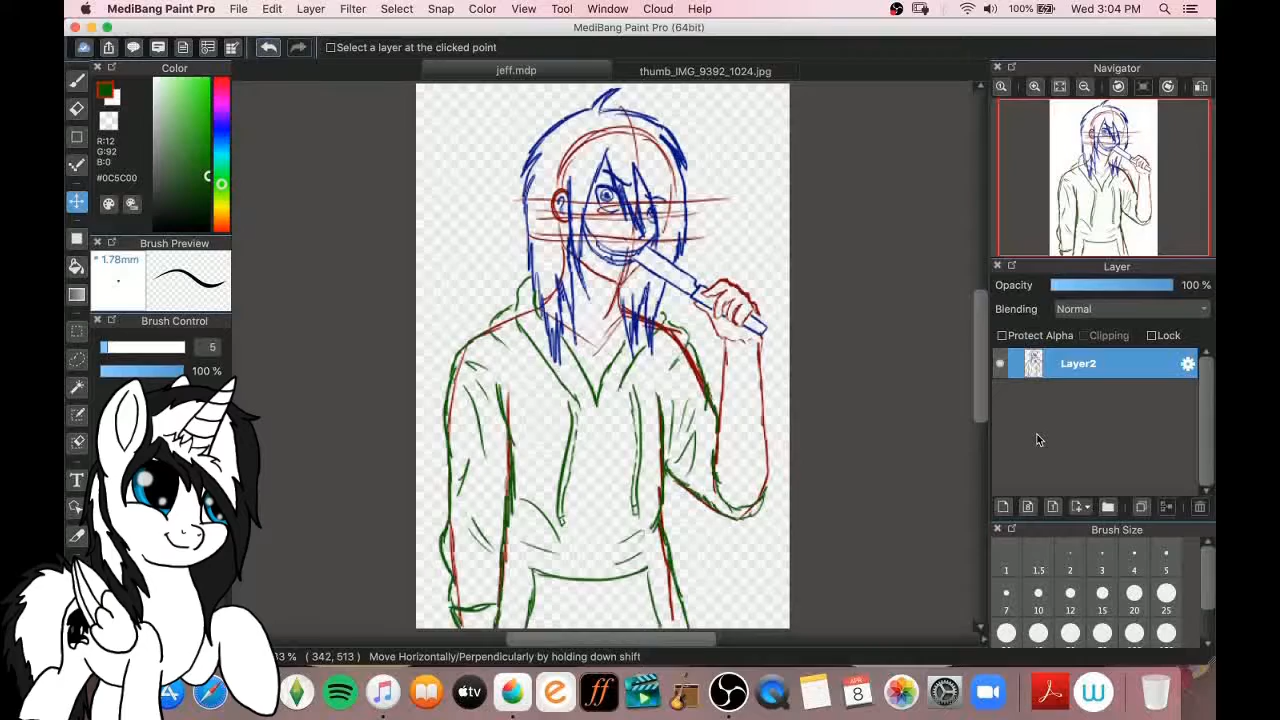 MediBang Paint Pro File Edit Layer Filter Select Snap Color View Tool Window Cloud Help 100% Wed 3:04 PM
MediBang Paint Pro (64bit)
Select a layer at the clicked point
Color
jeff.mdp
thumb_IMG_9392_1024.jpg
Navigator
R:12
G:92
B:0
#0C5C00
Brush Preview
* 1.78mm
Layer
Opacity 100 %
Blending Normal
Brush Control
Protect Alpha Clipping Lock
5
100 %
Layer2
T
Brush Size
1 1.5 2 3 4 5
7 10 12 15 20 25
( 342, 513 ) Move Horizontally/Perpendicularly by holding down shift
tv
e
ff
APR
8
W